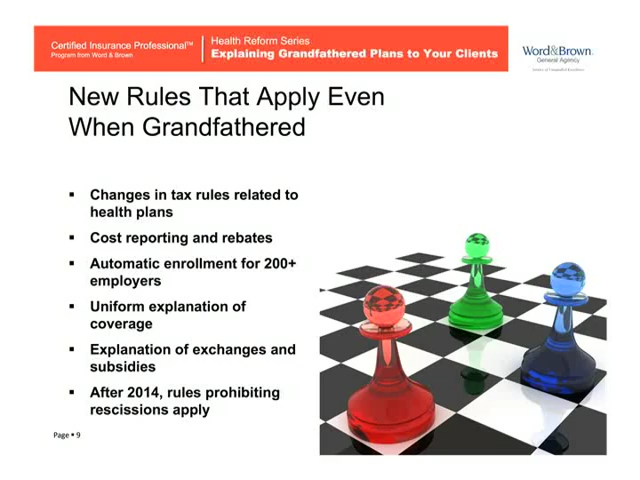 Certified Insurance Professional™
Program from Word & Brown
Health Reform Series
Explaining Grandfathered Plans to Your Clients
Word&Brown.
General Agency
New Rules That Apply Even
When Grandfathered
▪ Changes in tax rules related to
health plans
▪ Cost reporting and rebates
▪ Automatic enrollment for 200+
employers
▪ Uniform explanation of
coverage
▪ Explanation of exchanges and
subsidies
▪ After 2014, rules prohibiting
rescissions apply
Page ▪ 9